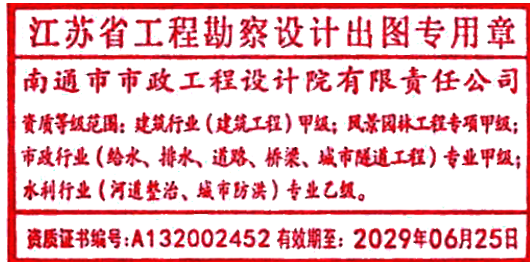 江苏省工程勘察设计出图专用章
南通市市政工程设计院有限责任公司
资质等级范围：建筑行业（建筑工程）甲级；风景园林工程专项甲级；
市政行业（给水、排水、道路、桥梁、城市隧道工程）专业甲级；
水利行业（河道整治、城市防洪）专业乙级。
资质证书编号:A132002452 有效期至: 2029年06月25日